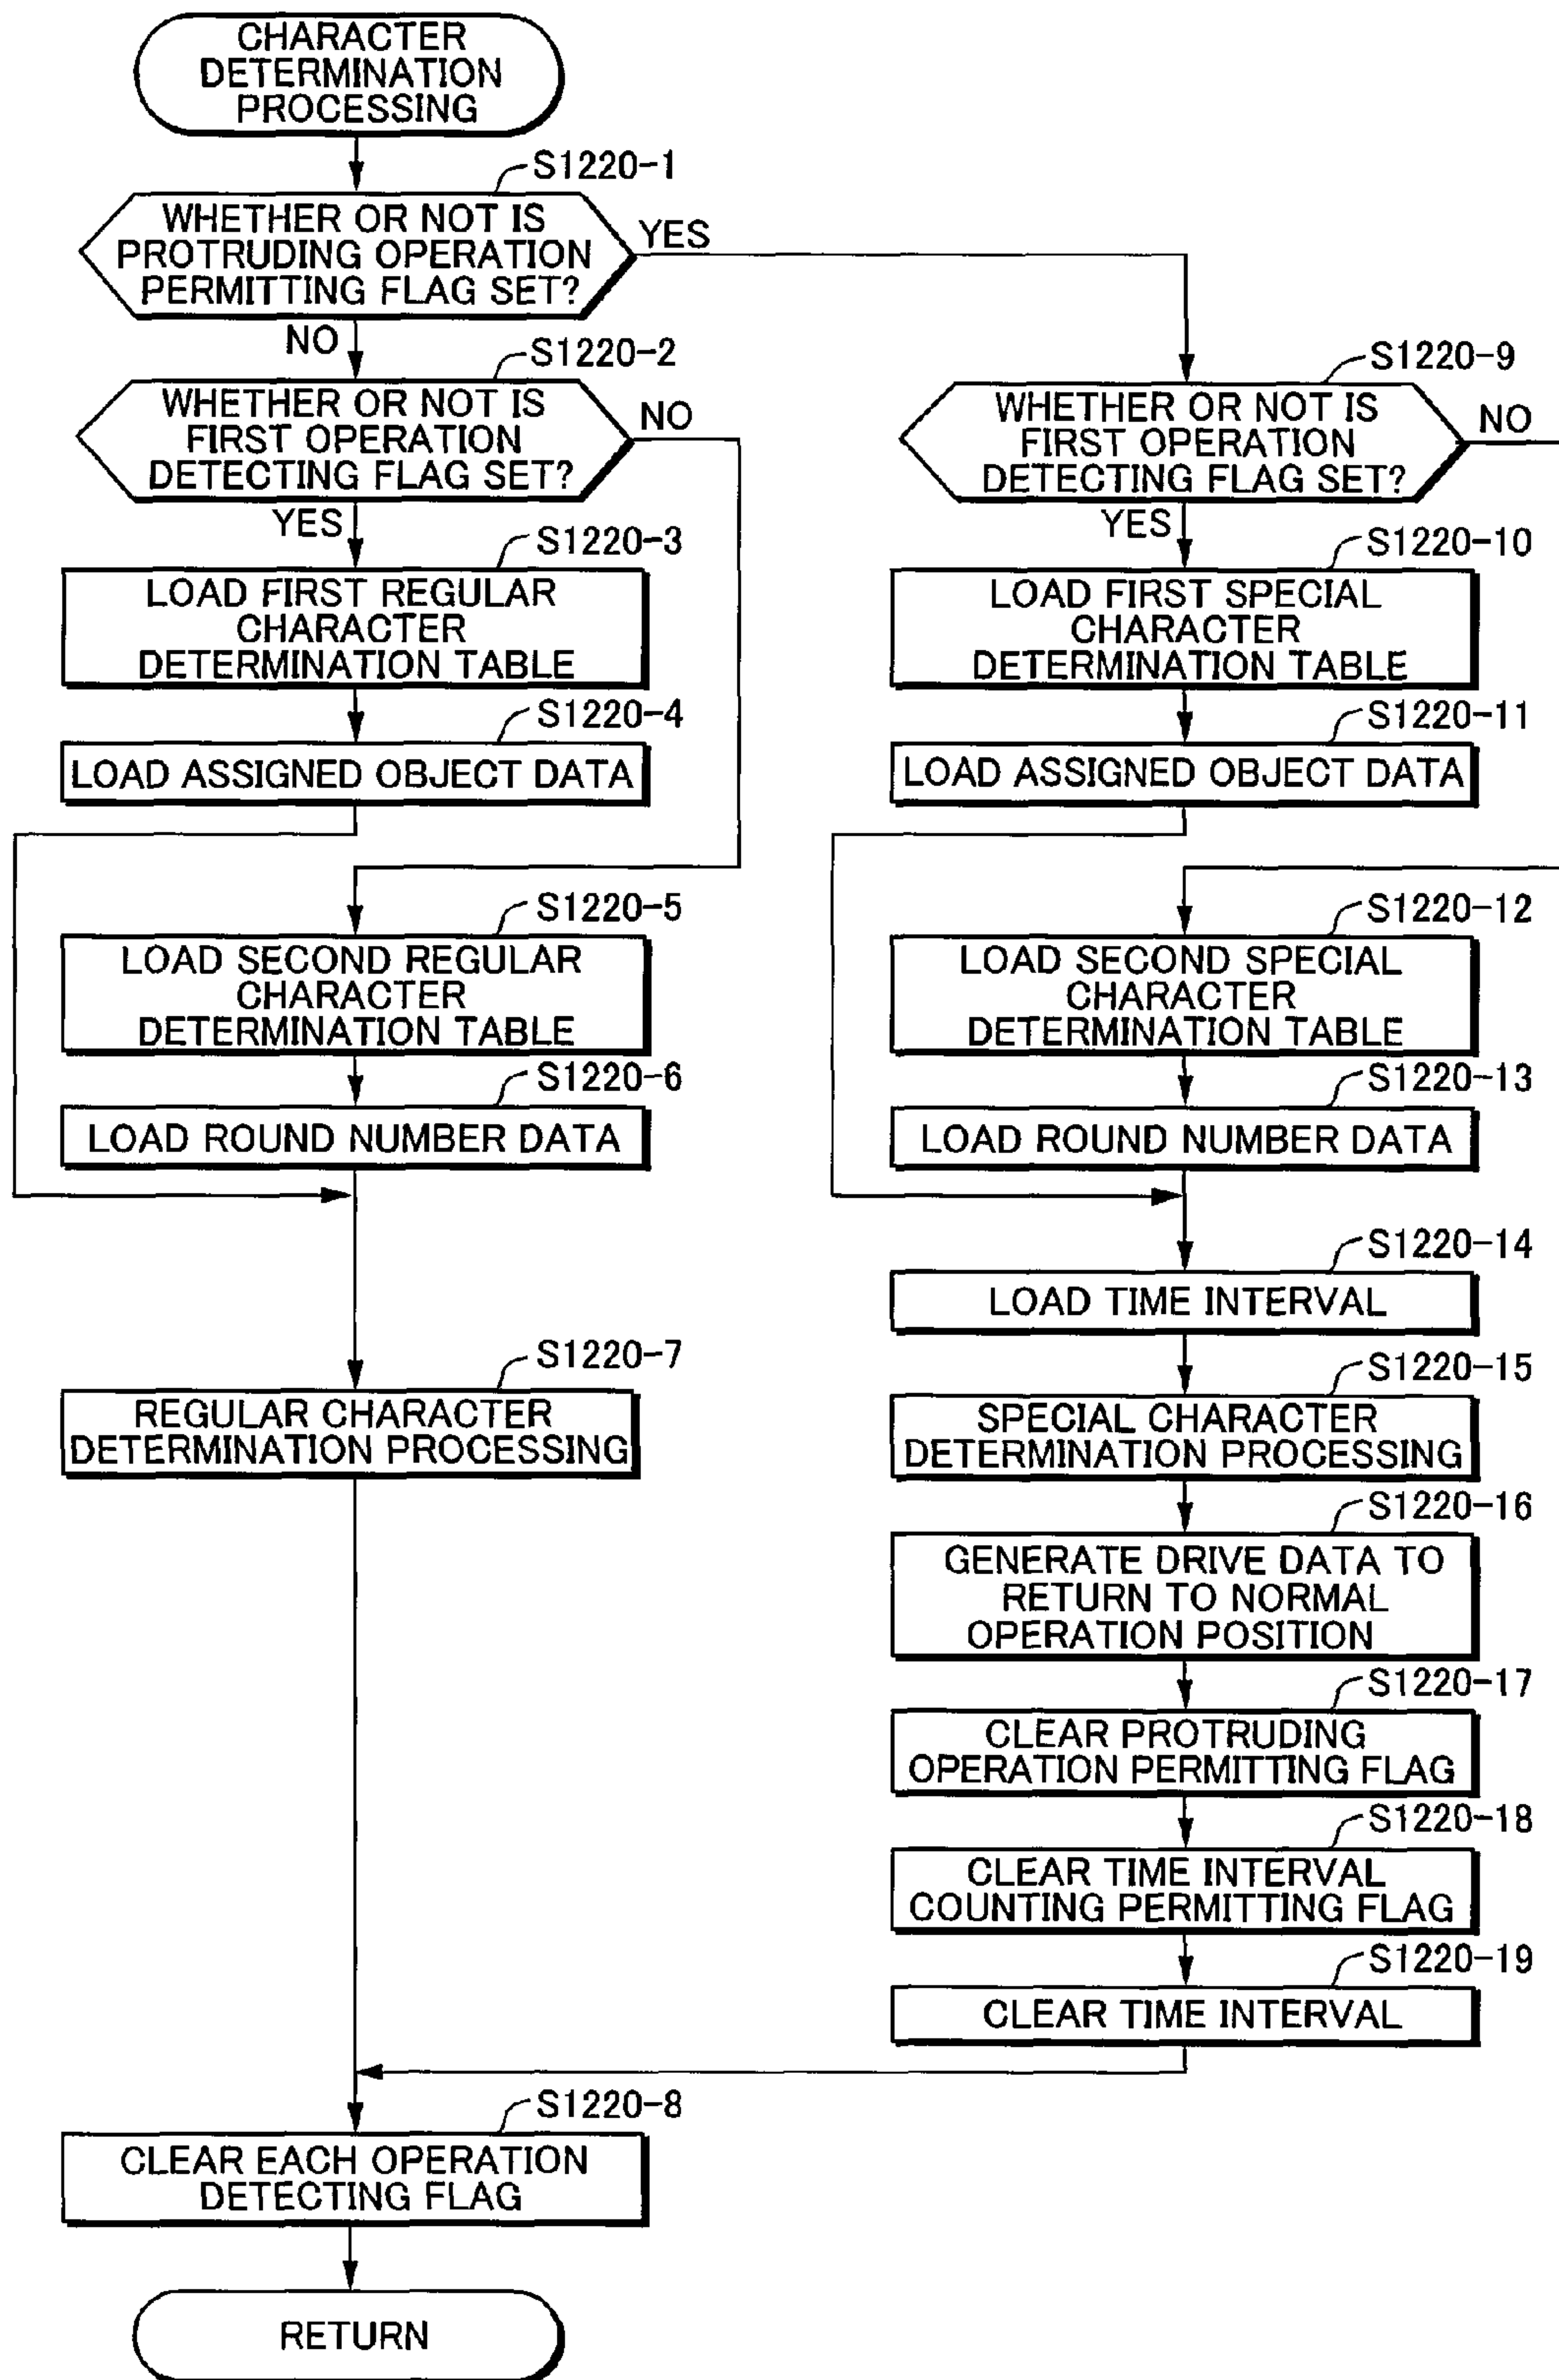 CHARACTER
DETERMINATION
PROCESSING
S1220-1
WHETHER OR NOT IS
PROTRUDING OPERATION
PERMITTING FLAG SET?
YES
NO
S1220-2
WHETHER OR NOT IS
FIRST OPERATION
DETECTING FLAG SET?
NO
YES
S1220-3
LOAD FIRST REGULAR
CHARACTER
DETERMINATION TABLE
S1220-4
LOAD ASSIGNED OBJECT DATA
S1220-5
LOAD SECOND REGULAR
CHARACTER
DETERMINATION TABLE
S1220-6
LOAD ROUND NUMBER DATA
S1220-7
REGULAR CHARACTER
DETERMINATION PROCESSING
S1220-9
WHETHER OR NOT IS
FIRST OPERATION
DETECTING FLAG SET?
NO
YES
S1220-10
LOAD FIRST SPECIAL
CHARACTER
DETERMINATION TABLE
S1220-11
LOAD ASSIGNED OBJECT DATA
S1220-12
LOAD SECOND SPECIAL
CHARACTER
DETERMINATION TABLE
S1220-13
LOAD ROUND NUMBER DATA
S1220-14
LOAD TIME INTERVAL
S1220-15
SPECIAL CHARACTER
DETERMINATION PROCESSING
S1220-16
GENERATE DRIVE DATA TO
RETURN TO NORMAL
OPERATION POSITION
S1220-17
CLEAR PROTRUDING
OPERATION PERMITTING FLAG
S1220-18
CLEAR TIME INTERVAL
COUNTING PERMITTING FLAG
S1220-19
CLEAR TIME INTERVAL
S1220-8
CLEAR EACH OPERATION
DETECTING FLAG
RETURN